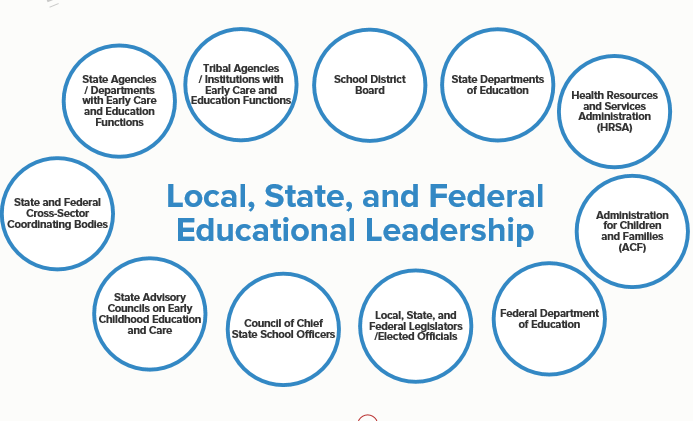 State Agencies
/ Departments
with Early Care
and Education
Functions
Tribal Agencies
/ Institutions with
Early Care and
Education Functions
School District
Board
State Departments
of Education
Health Resources
and Services
Administration
(HRSA)
State and Federal
Cross-Sector
Coordinating Bodies
Local, State, and Federal
Educational Leadership
Administration
for Children
and Families
(ACF)
State Advisory
Councils on Early
Childhood Education
and Care
Council of Chief
State School Officers
Local, State, and
Federal Legislators
/Elected Officials
Federal Department
of Education